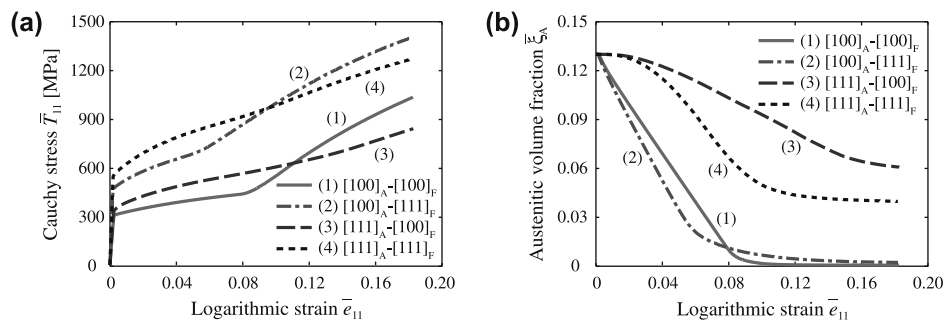 (a)
1500
1200
900
600
300
0
Cauchy stress T̅₁₁ [MPa]
(2)
(4)
(1)
(3)
(1) [100]A-[100]F
(2) [100]A-[111]F
(3) [111]A-[100]F
(4) [111]A-[111]F
0 0.04 0.08 0.12 0.16 0.20
Logarithmic strain e̅₁₁
(b)
0.15
0.12
0.09
0.06
0.03
0
Austenitic volume fraction ξ̅A
(1) [100]A-[100]F
(2) [100]A-[111]F
(3) [111]A-[100]F
(4) [111]A-[111]F
(3)
(4)
(2)
(1)
0 0.04 0.08 0.12 0.16 0.20
Logarithmic strain e̅₁₁